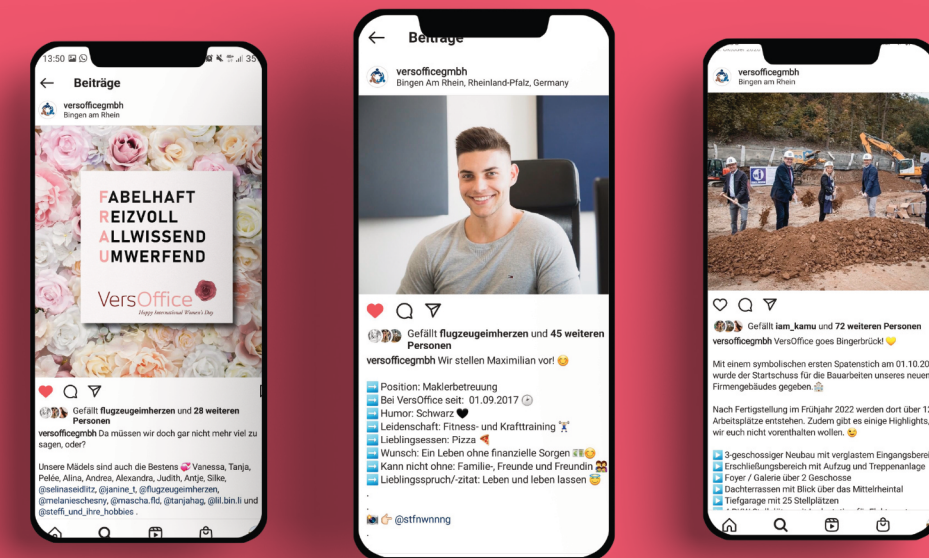 13:50
35
Beiträge
versofficegmbh
Bingen am Rhein
FABELHAFT
REIZVOLL
ALLWISSEND
UMWERFEND
VersOffice
Happy International Women's Day
Gefällt flugzeugeimherzen und 28 weiteren
Personen
versofficegmbh Da müssen wir doch gar nicht mehr viel zu
sagen, oder?
Unsere Mädels sind auch die Bestens 💞 Vanessa, Tanja,
Pelée, Alina, Andrea, Alexandra, Judith, Antje, Silke,
@selinaseidlitz, @janine_t, @flugzeugeimherzen,
@melanieschesny, @mascha.fld, @tanjahag, @lil.bin.li und
@steffi_und_ihre_hobbies .
Beiträge
versofficegmbh
Bingen Am Rhein, Rheinland-Pfalz, Germany
Gefällt flugzeugeimherzen und 45 weiteren
Personen
versofficegmbh Wir stellen Maximilian vor! 😊
➡️ Position: Maklerbetreuung
➡️ Bei VersOffice seit: 01.09.2017 🕑
➡️ Humor: Schwarz 🖤
➡️ Leidenschaft: Fitness- und Krafttraining 🏋
➡️ Lieblingsessen: Pizza 🍕
➡️ Wunsch: Ein Leben ohne finanzielle Sorgen 💵😊
➡️ Kann nicht ohne: Familie-, Freunde und Freundin 👫
➡️ Lieblingsspruch/-zitat: Leben und leben lassen 😇
.
📸 👉 @stfnwnnng
.
versofficegmbh
Bingen am Rhein
Gefällt iam_kamu und 72 weiteren Personen
versofficegmbh VersOffice goes Bingerbrück! 💛
Mit einem symbolischen ersten Spatenstich am 01.10.20
wurde der Startschuss für die Bauarbeiten unseres neuen
Firmengebäudes gegeben.
Nach Fertigstellung im Frühjahr 2022 werden dort über 12
Arbeitsplätze entstehen. Zudem gibt es einige Highlights,
wir euch nicht vorenthalten wollen. 😉
▶️ 3-geschossiger Neubau mit verglastem Eingangsberei
▶️ Erschließungsbereich mit Aufzug und Treppenanlage
▶️ Foyer / Galerie über 2 Geschosse
▶️ Dachterrassen mit Blick über das Mittelrheintal
▶️ Tiefgarage mit 25 Stellplätzen